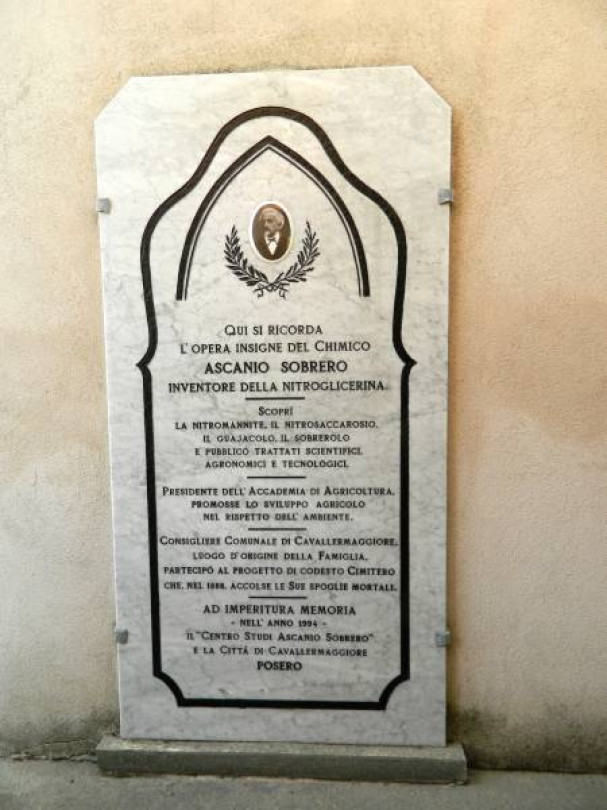 Qui si ricorda
l'opera insigne del Chimico
ASCANIO SOBRERO
inventore della nitroglicerina.
Scoprì
la nitromannite, il nitrosaccarosio,
il guajacolo, il sobrerolo
e pubblicò trattati scientifici,
agronomici e tecnologici.
Presidente dell'Accademia di Agricoltura,
promosse lo sviluppo agricolo
nel rispetto dell'ambiente.
Consigliere Comunale di Cavallermaggiore,
luogo d'origine della Famiglia,
partecipò al progetto di codesto Cimitero
che, nel 1888, accolse le Sue spoglie mortali.
AD IMPERITURA MEMORIA
- nell'anno 1994 -
il "Centro Studi Ascanio Sobrero"
e la Città di Cavallermaggiore
POSERO